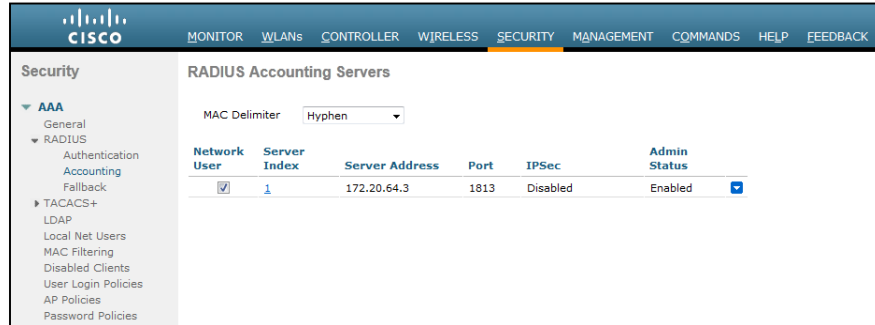 CISCO
MONITOR WLANs CONTROLLER WIRELESS SECURITY MANAGEMENT COMMANDS HELP FEEDBACK
Security
AAA
General
RADIUS
Authentication
Accounting
Fallback
TACACS+
LDAP
Local Net Users
MAC Filtering
Disabled Clients
User Login Policies
AP Policies
Password Policies
RADIUS Accounting Servers
MAC Delimiter Hyphen
Network User Server Index Server Address Port IPSec Admin Status
1 172.20.64.3 1813 Disabled Enabled